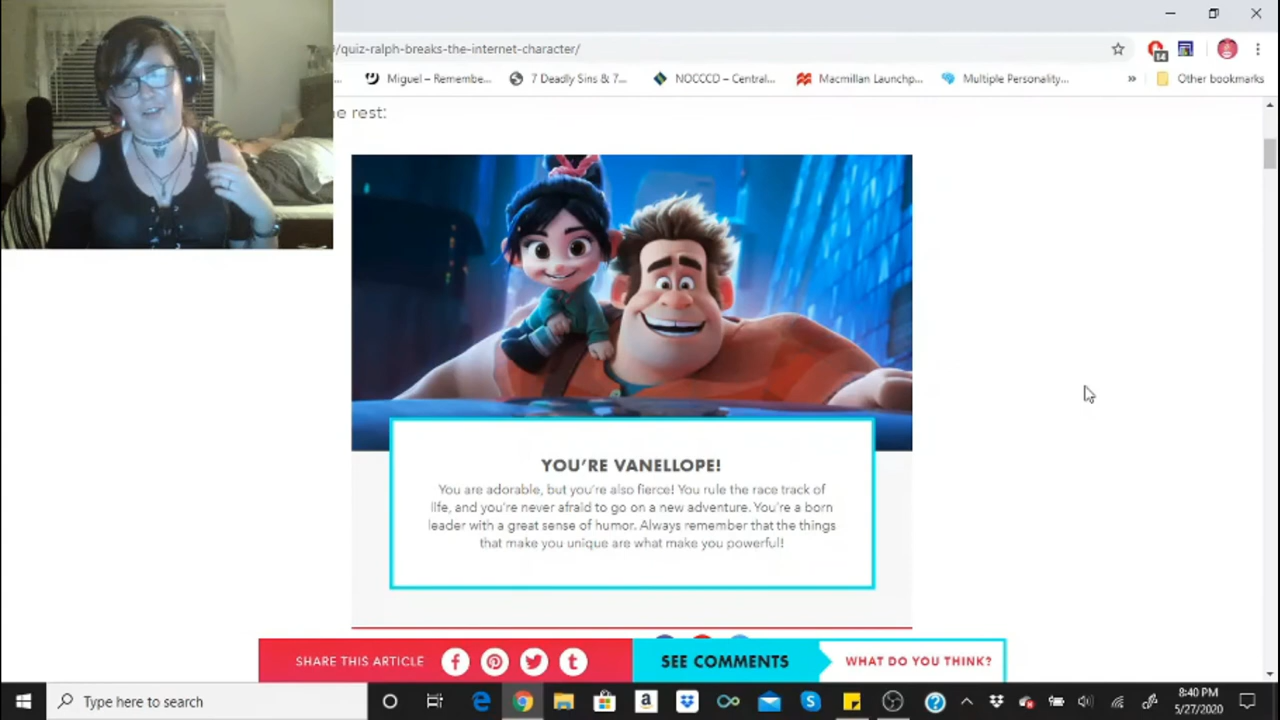 /quiz-ralph-breaks-the-internet-character/
Miguel – Remembe...
7 Deadly Sins & 7...
NOCCCD – Central...
Macmillan Launchp...
Multiple Personality...
»
Other bookmarks
e rest:
YOU'RE VANELLOPE!
You are adorable, but you're also fierce! You rule the race track of
life, and you're never afraid to go on a new adventure. You're a born
leader with a great sense of humor. Always remember that the things
that make you unique are what make you powerful!
SHARE THIS ARTICLE
SEE COMMENTS
WHAT DO YOU THINK?
Type here to search
8:40 PM
5/27/2020